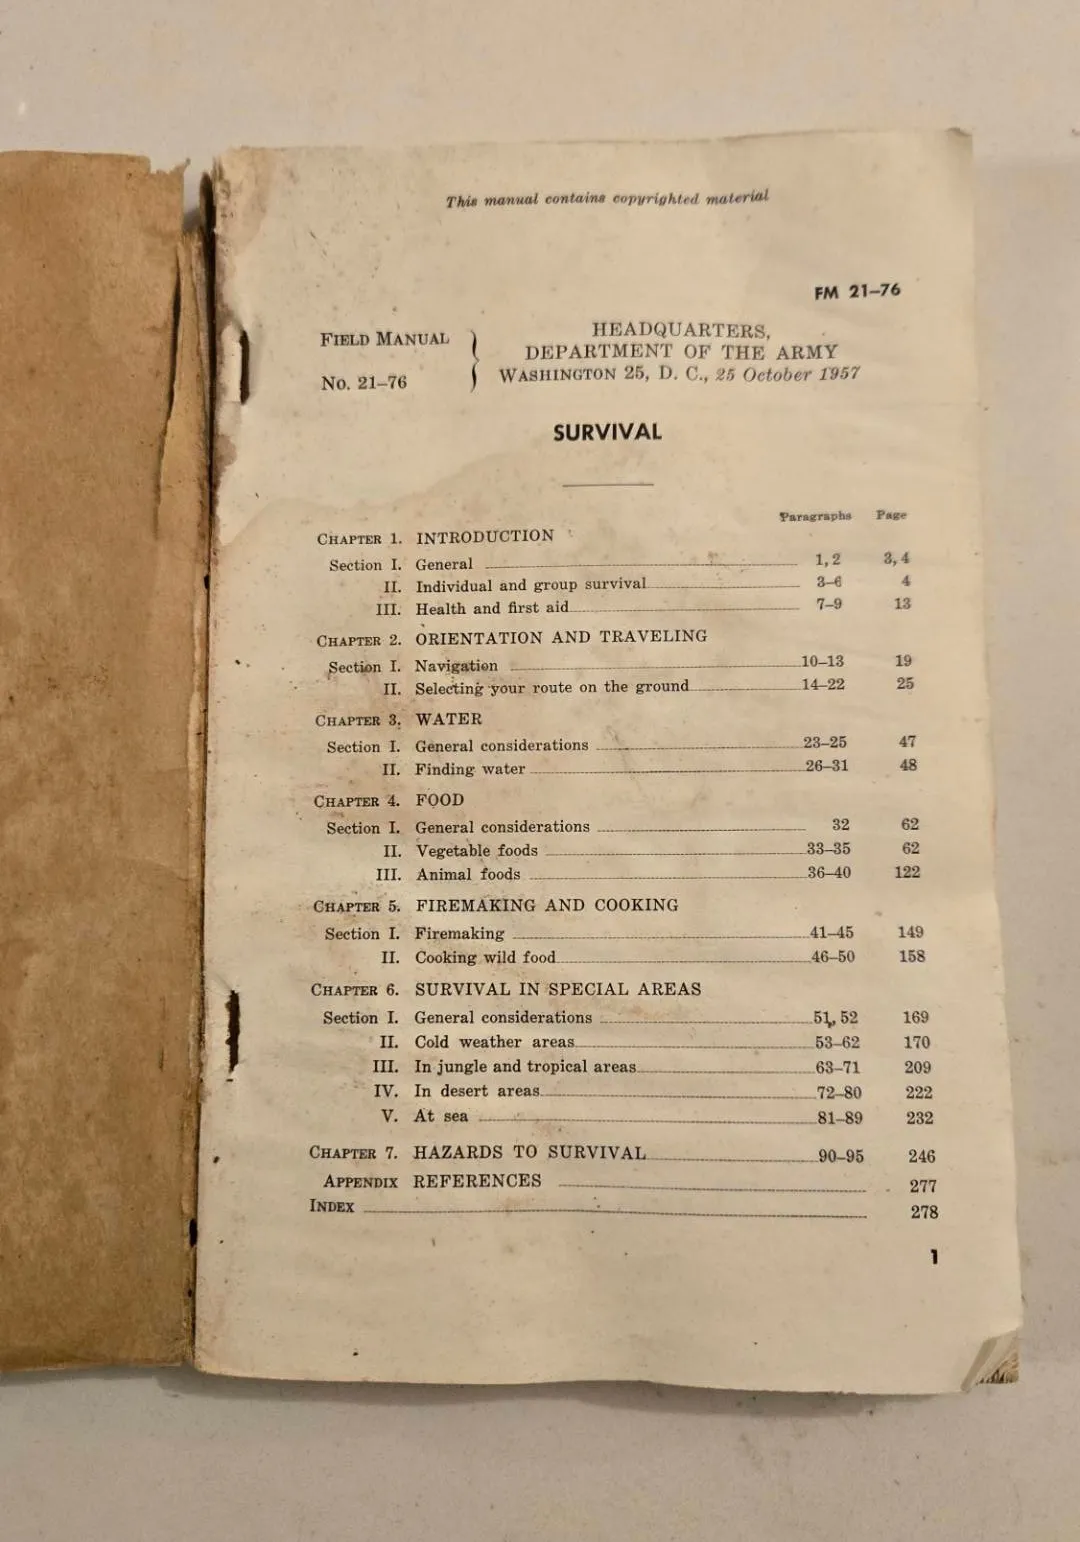 This manual contains copyrighted material
FM 21–76
FIELD MANUAL
No. 21–76
HEADQUARTERS,
DEPARTMENT OF THE ARMY
WASHINGTON 25, D. C., 25 October 1957
SURVIVAL
Paragraphs Page
CHAPTER 1. INTRODUCTION
Section I. General 1, 2 3, 4
II. Individual and group survival 3–6 4
III. Health and first aid 7–9 13
CHAPTER 2. ORIENTATION AND TRAVELING
Section I. Navigation 10–13 19
II. Selecting your route on the ground 14–22 25
CHAPTER 3. WATER
Section I. General considerations 23–25 47
II. Finding water 26–31 48
CHAPTER 4. FOOD
Section I. General considerations 32 62
II. Vegetable foods 33–35 62
III. Animal foods 36–40 122
CHAPTER 5. FIREMAKING AND COOKING
Section I. Firemaking 41–45 149
II. Cooking wild food 46–50 158
CHAPTER 6. SURVIVAL IN SPECIAL AREAS
Section I. General considerations 51, 52 169
II. Cold weather areas 53–62 170
III. In jungle and tropical areas 63–71 209
IV. In desert areas 72–80 222
V. At sea 81–89 232
CHAPTER 7. HAZARDS TO SURVIVAL 90–95 246
APPENDIX REFERENCES 277
INDEX 278
1